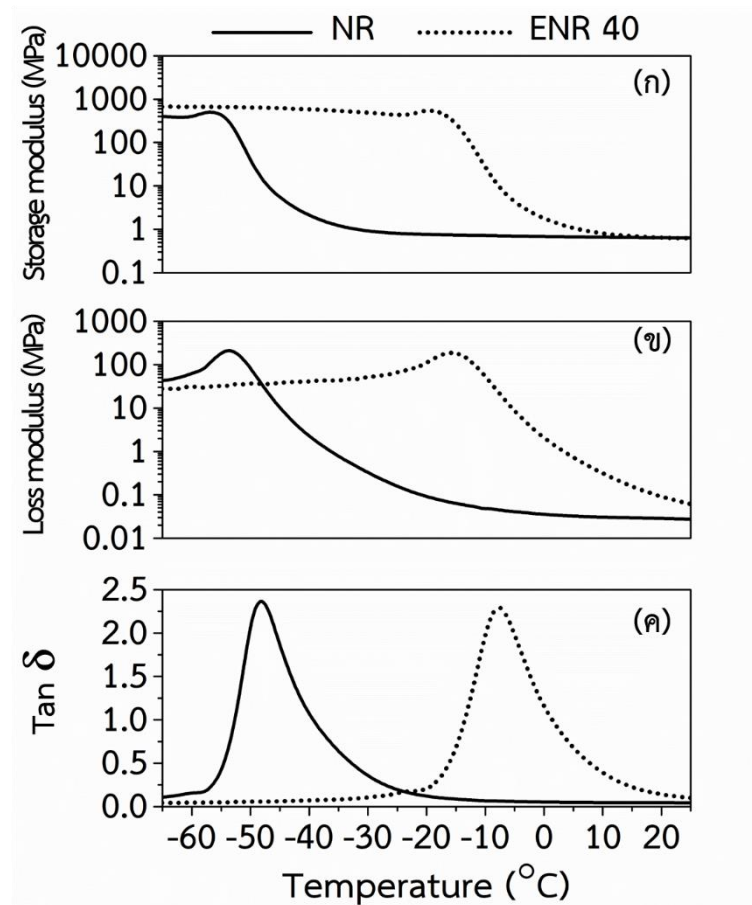 NR ENR 40
Storage modulus (MPa)
10000
1000
100
10
1
0.1
(ก)
Loss modulus (MPa)
1000
100
10
1
0.1
0.01
(ข)
Tan δ
2.5
2.0
1.5
1.0
0.5
0.0
(ค)
-60 -50 -40 -30 -20 -10 0 10 20
Temperature (°C)